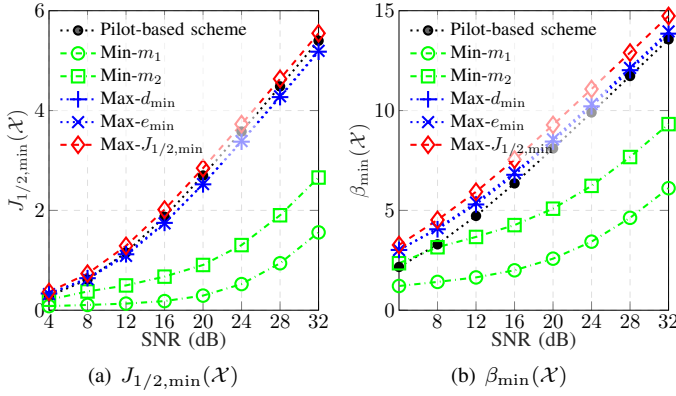 6
4
2
0
J_{1/2,min}(𝒳)
4 8 12 16 20 24 28 32
SNR (dB)
Pilot-based scheme
Min-m_1
Min-m_2
Max-d_min
Max-e_min
Max-J_{1/2,min}
(a) J_{1/2,min}(𝒳)
15
10
5
0
β_min(𝒳)
4 8 12 16 20 24 28 32
SNR (dB)
Pilot-based scheme
Min-m_1
Min-m_2
Max-d_min
Max-e_min
Max-J_{1/2,min}
(b) β_min(𝒳)